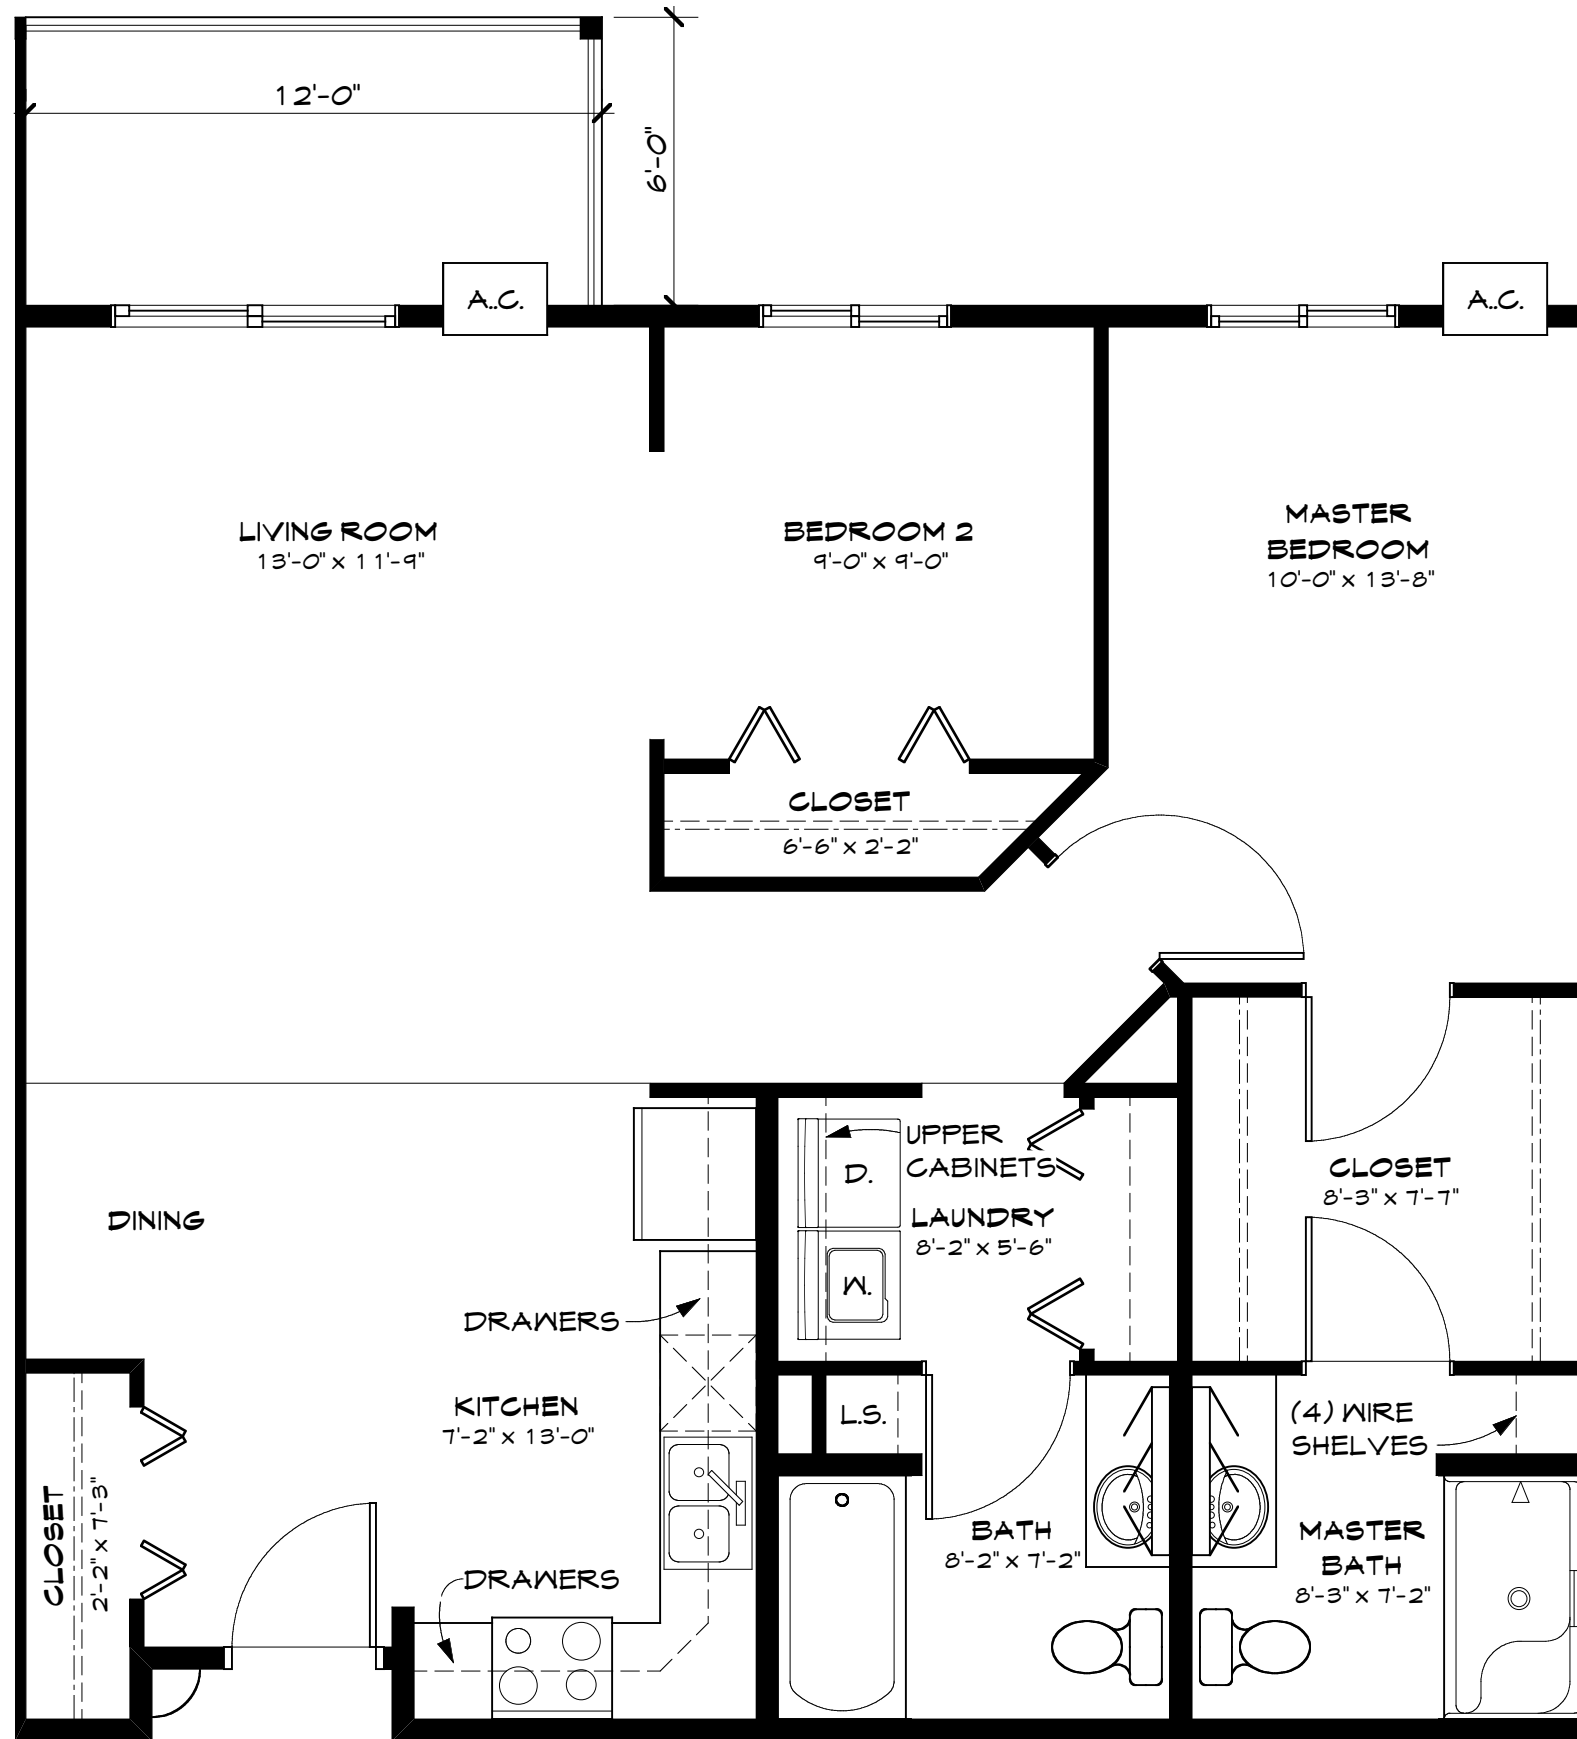 12'-0"
6'-0"
A..C.
A..C.
LIVING ROOM
13'-0" x 11'-9"
BEDROOM 2
9'-0" x 9'-0"
MASTER
BEDROOM
10'-0" x 13'-8"
CLOSET
6'-6" x 2'-2"
UPPER
CABINETS
D.
LAUNDRY
8'-2" x 5'-6"
W.
CLOSET
8'-3" x 7'-7"
DINING
DRAWERS
KITCHEN
7'-2" x 13'-0"
L.S.
(4) WIRE
SHELVES
CLOSET
2'-2" x 7'-3"
DRAWERS
BATH
8'-2" x 7'-2"
MASTER
BATH
8'-3" x 7'-2"